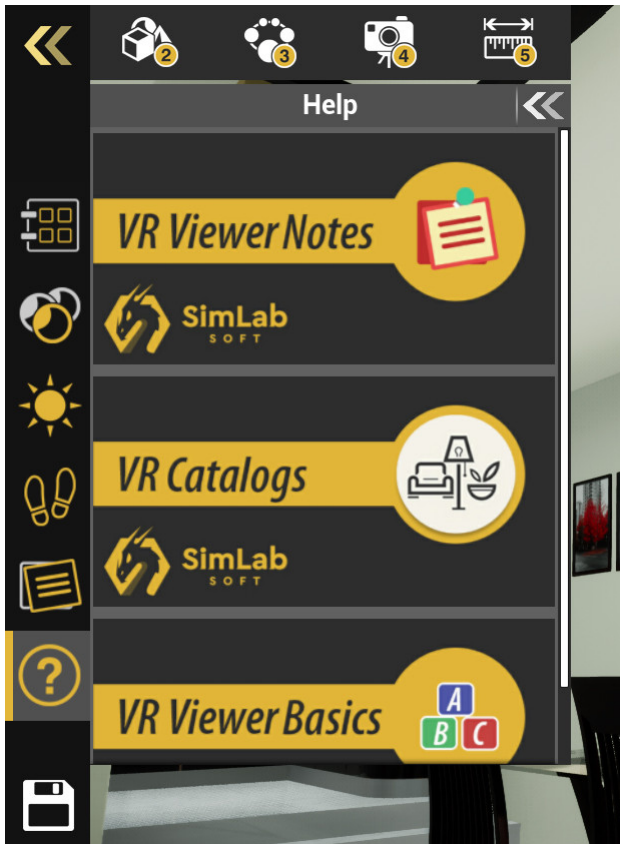 2
3
4
5
Help
VR Viewer Notes
SimLab
SOFT
VR Catalogs
SimLab
SOFT
?
VR Viewer Basics
A
B C